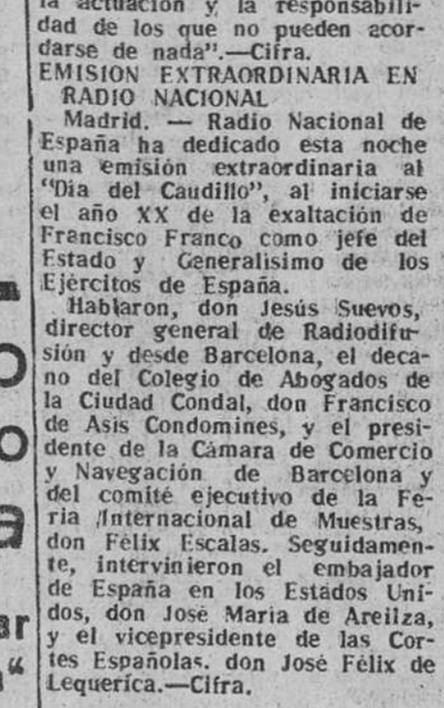 la actuación y la responsabili-
dad de los que no pueden acor-
darse de nada”.—Cifra.
EMISION EXTRAORDINARIA EN
RADIO NACIONAL
Madrid. — Radio Nacional de
España ha dedicado esta noche
una emisión extraordinaria al
“Día del Caudillo”, al iniciarse
el año XX de la exaltación de
Francisco Franco como jefe del
Estado y Generalísimo de los
Ejércitos de España.
Hablaron, don Jesús Suevos,
director general de Radiodifu-
sión y desde Barcelona, el deca-
no del Colegio de Abogados de
la Ciudad Condal, don Francisco
de Asís Condomines, y el presi-
dente de la Cámara de Comercio
y Navegación de Barcelona y
del comité ejecutivo de la Fe-
ria Internacional de Muestras,
don Félix Escalas. Seguidamen-
te, intervinieron el embajador
de España en los Estados Uni-
dos, don José María de Areilza,
y el vicepresidente de las Cor-
tes Españolas. don José Félix de
Lequerica.—Cifra.